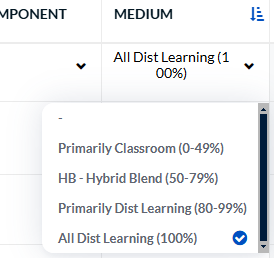 MPONENT MEDIUM
All Dist Learning (1
00%)
-
Primarily Classroom (0-49%)
HB - Hybrid Blend (50-79%)
Primarily Dist Learning (80-99%)
All Dist Learning (100%)